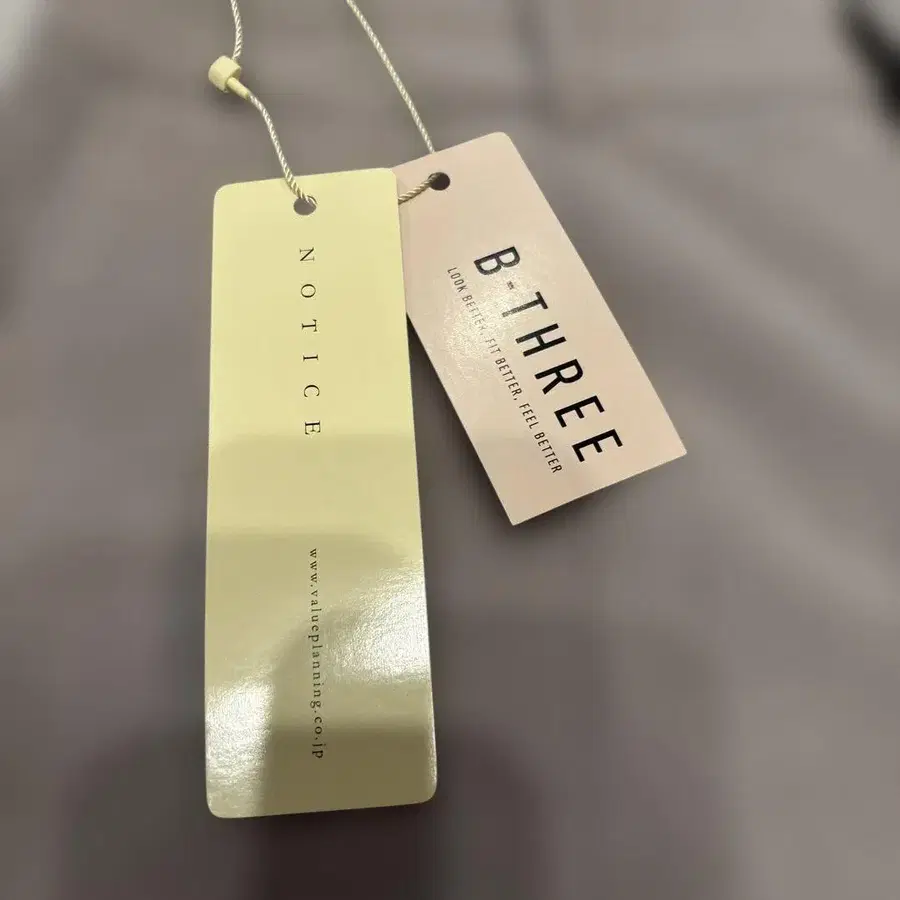 NOTICE
www.valueplanning.co.jp
B-THREE
LOOK BETTER, FIT BETTER, FEEL BETTER